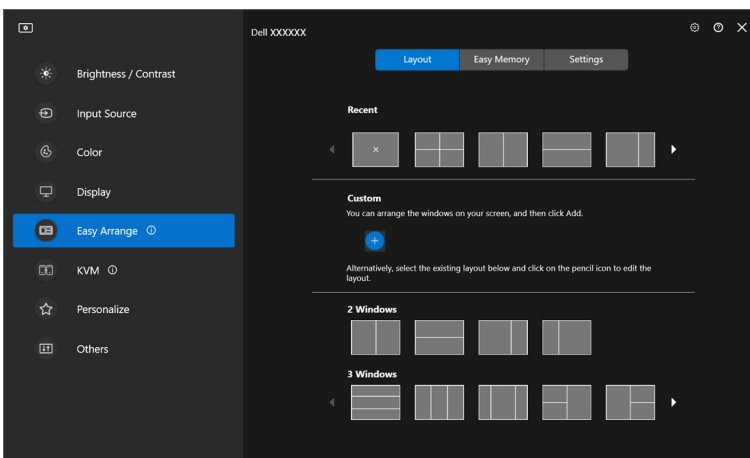 Dell XXXXXX
Layout
Easy Memory
Settings
Brightness / Contrast
Input Source
Color
Display
Easy Arrange
KVM
Personalize
Others
Recent
Custom
You can arrange the windows on your screen, and then click Add.
Alternatively, select the existing layout below and click on the pencil icon to edit the
layout.
2 Windows
3 Windows